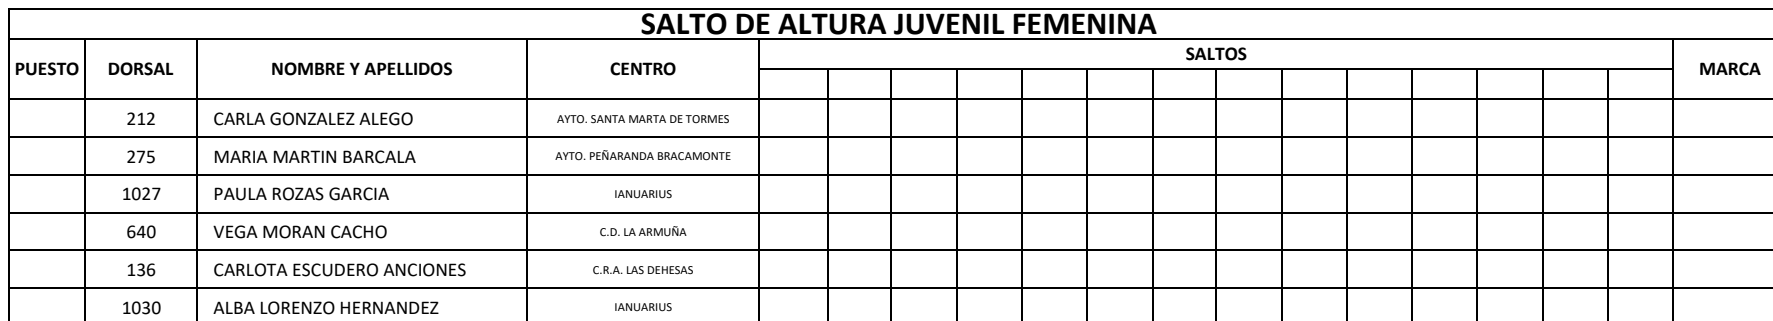 SALTO DE ALTURA JUVENIL FEMENINA
PUESTO DORSAL NOMBRE Y APELLIDOS CENTRO SALTOS MARCA
212 CARLA GONZALEZ ALEGO AYTO. SANTA MARTA DE TORMES
275 MARIA MARTIN BARCALA AYTO. PEÑARANDA BRACAMONTE
1027 PAULA ROZAS GARCIA IANUARIUS
640 VEGA MORAN CACHO C.D. LA ARMUÑA
136 CARLOTA ESCUDERO ANCIONES C.R.A. LAS DEHESAS
1030 ALBA LORENZO HERNANDEZ IANUARIUS